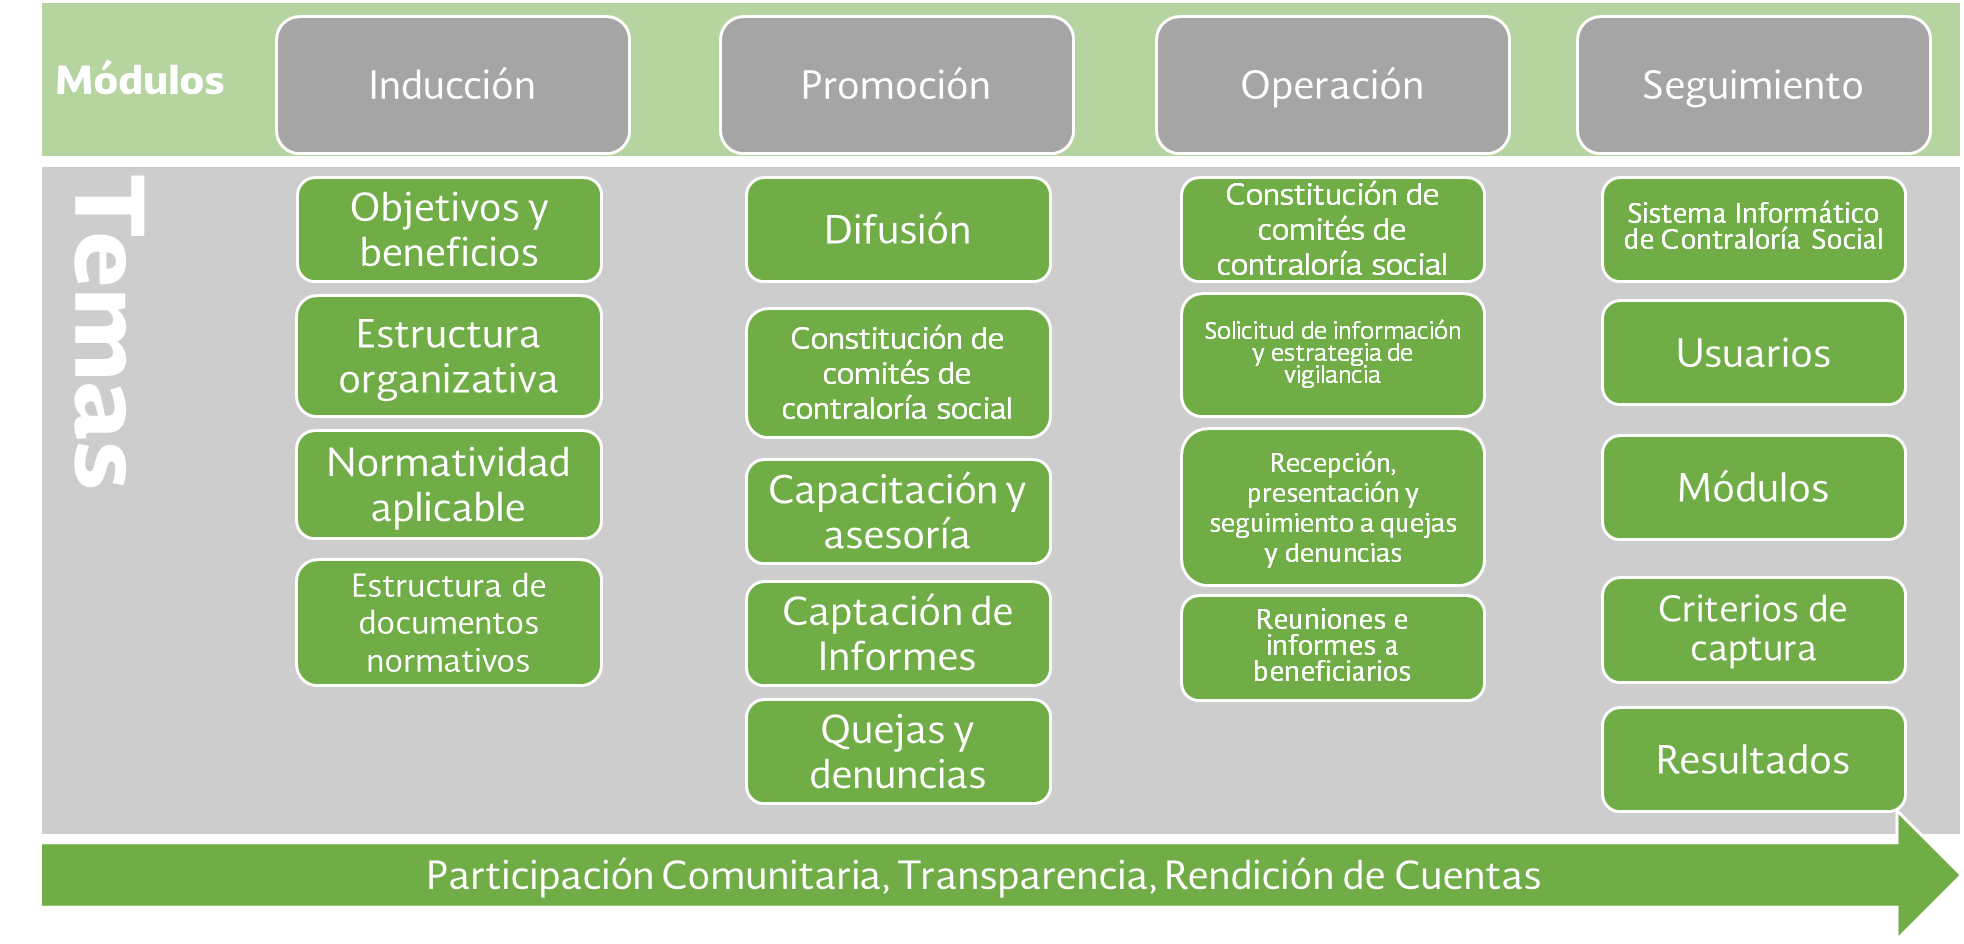 Módulos
Inducción
Promoción
Operación
Seguimiento
Temas
Objetivos y
beneficios
Estructura
organizativa
Normatividad
aplicable
Estructura de
documentos
normativos
Difusión
Constitución de
comités de
contraloría social
Capacitación y
asesoría
Captación de
Informes
Quejas y
denuncias
Constitución de
comités de
contraloría social
Solicitud de información
y estrategia de
vigilancia
Recepción,
presentación y
seguimiento a quejas
y denuncias
Reuniones e
informes a
beneficiarios
Sistema Informático
de Contraloría Social
Usuarios
Módulos
Criterios de
captura
Resultados
Participación Comunitaria, Transparencia, Rendición de Cuentas